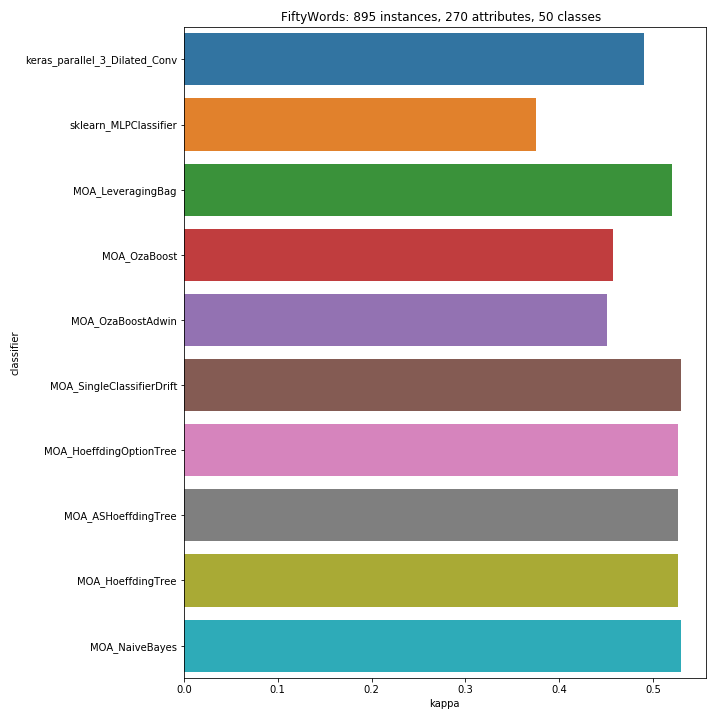 FiftyWords: 895 instances, 270 attributes, 50 classes
classifier
keras_parallel_3_Dilated_Conv
sklearn_MLPClassifier
MOA_LeveragingBag
MOA_OzaBoost
MOA_OzaBoostAdwin
MOA_SingleClassifierDrift
MOA_HoeffdingOptionTree
MOA_ASHoeffdingTree
MOA_HoeffdingTree
MOA_NaiveBayes
0.0 0.1 0.2 0.3 0.4 0.5
kappa